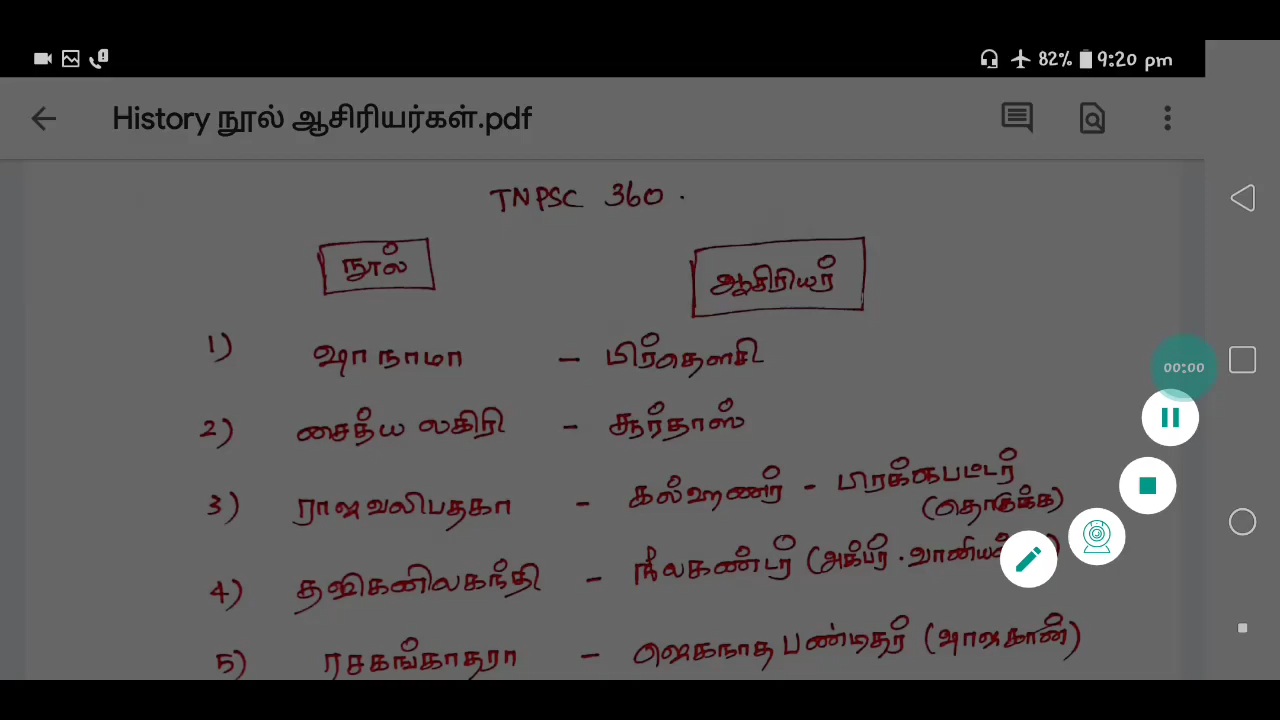 82% 9:20 pm
History நூல் ஆசிரியர்கள்.pdf
TNPSC 360.
நூல் ஆசிரியர்
1) ஷா நாமா - பிர்தௌசி
2) சைத்ய லகிரி - சூர்தாஸ்
3) ராஜவலிபதகா - கல்ஹணர் - பிரக்கபட்டர்
(தொகுக்க)
4) தஜிகனிலகந்தி - நீலகண்டர் (அக்பர்.
5) ரசகங்காதரா - ஜெகநாத பண்டிதர் (ஷாஜகான்)
00:00